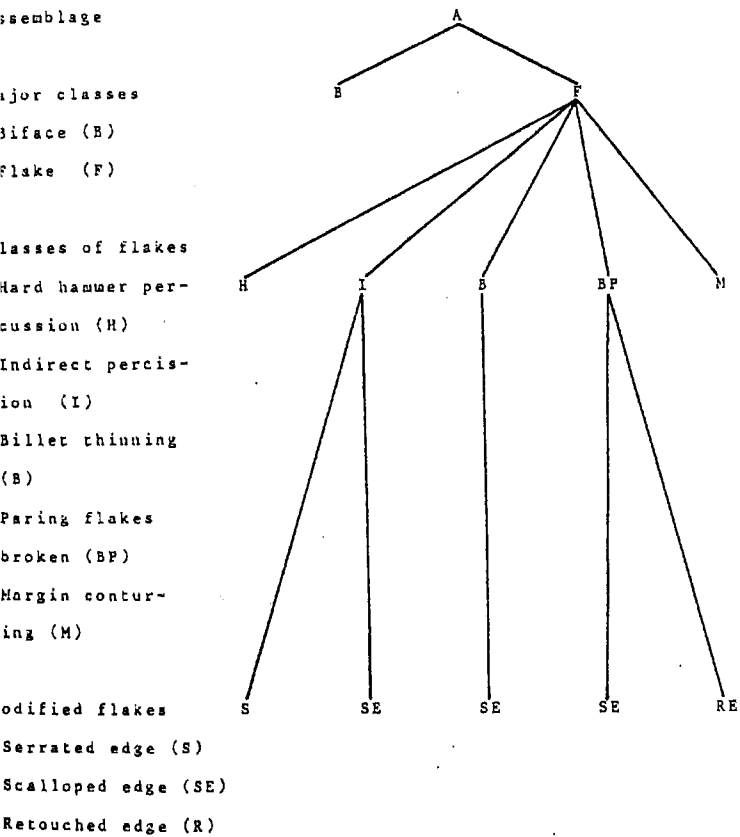 ssemblage A
ajor classes B F
Biface (B)
Flake (F)
lasses of flakes
Hard hammer per- H I B BP M
cussion (H)
Indirect percis-
ion (I)
Billet thinning
(B)
Paring flakes
broken (BP)
Margin contur-
ing (M)
odified flakes S SE SE SE RE
Serrated edge (S)
Scalloped edge (SE)
Retouched edge (R)